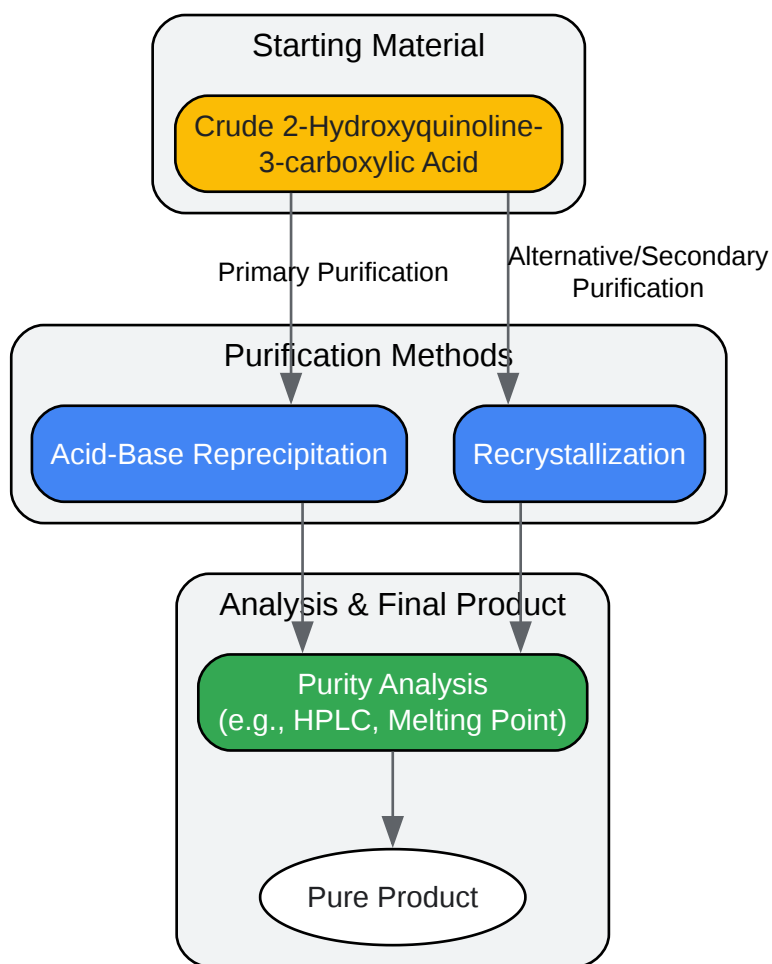 Starting Material
Crude 2-Hydroxyquinoline-
3-carboxylic Acid
Primary Purification
Alternative/Secondary
Purification
Purification Methods
Acid-Base Reprecipitation
Recrystallization
Analysis & Final Product
Purity Analysis
(e.g., HPLC, Melting Point)
Pure Product